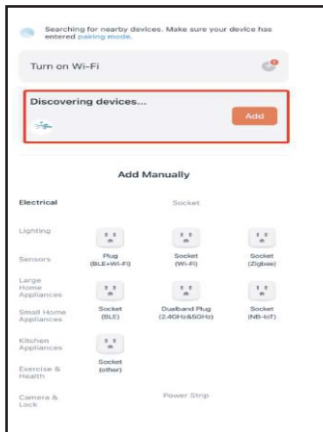 Searching for nearby devices. Make sure your device has
entered pairing mode.
Turn on Wi-Fi
Discovering devices...
Add
Add Manually
Electrical
Socket
Lighting
Plug
(BLE+Wi-Fi)
Socket
(Wi-Fi)
Socket
(Zigbee)
Sensors
Large
Home
Appliances
Socket
(BLE)
Dualband Plug
(2.4GHz&5GHz)
Socket
(NB-IoT)
Small Home
Appliances
Kitchen
Appliances
Socket
(other)
Exercise &
Health
Camera &
Lock
Power Strip